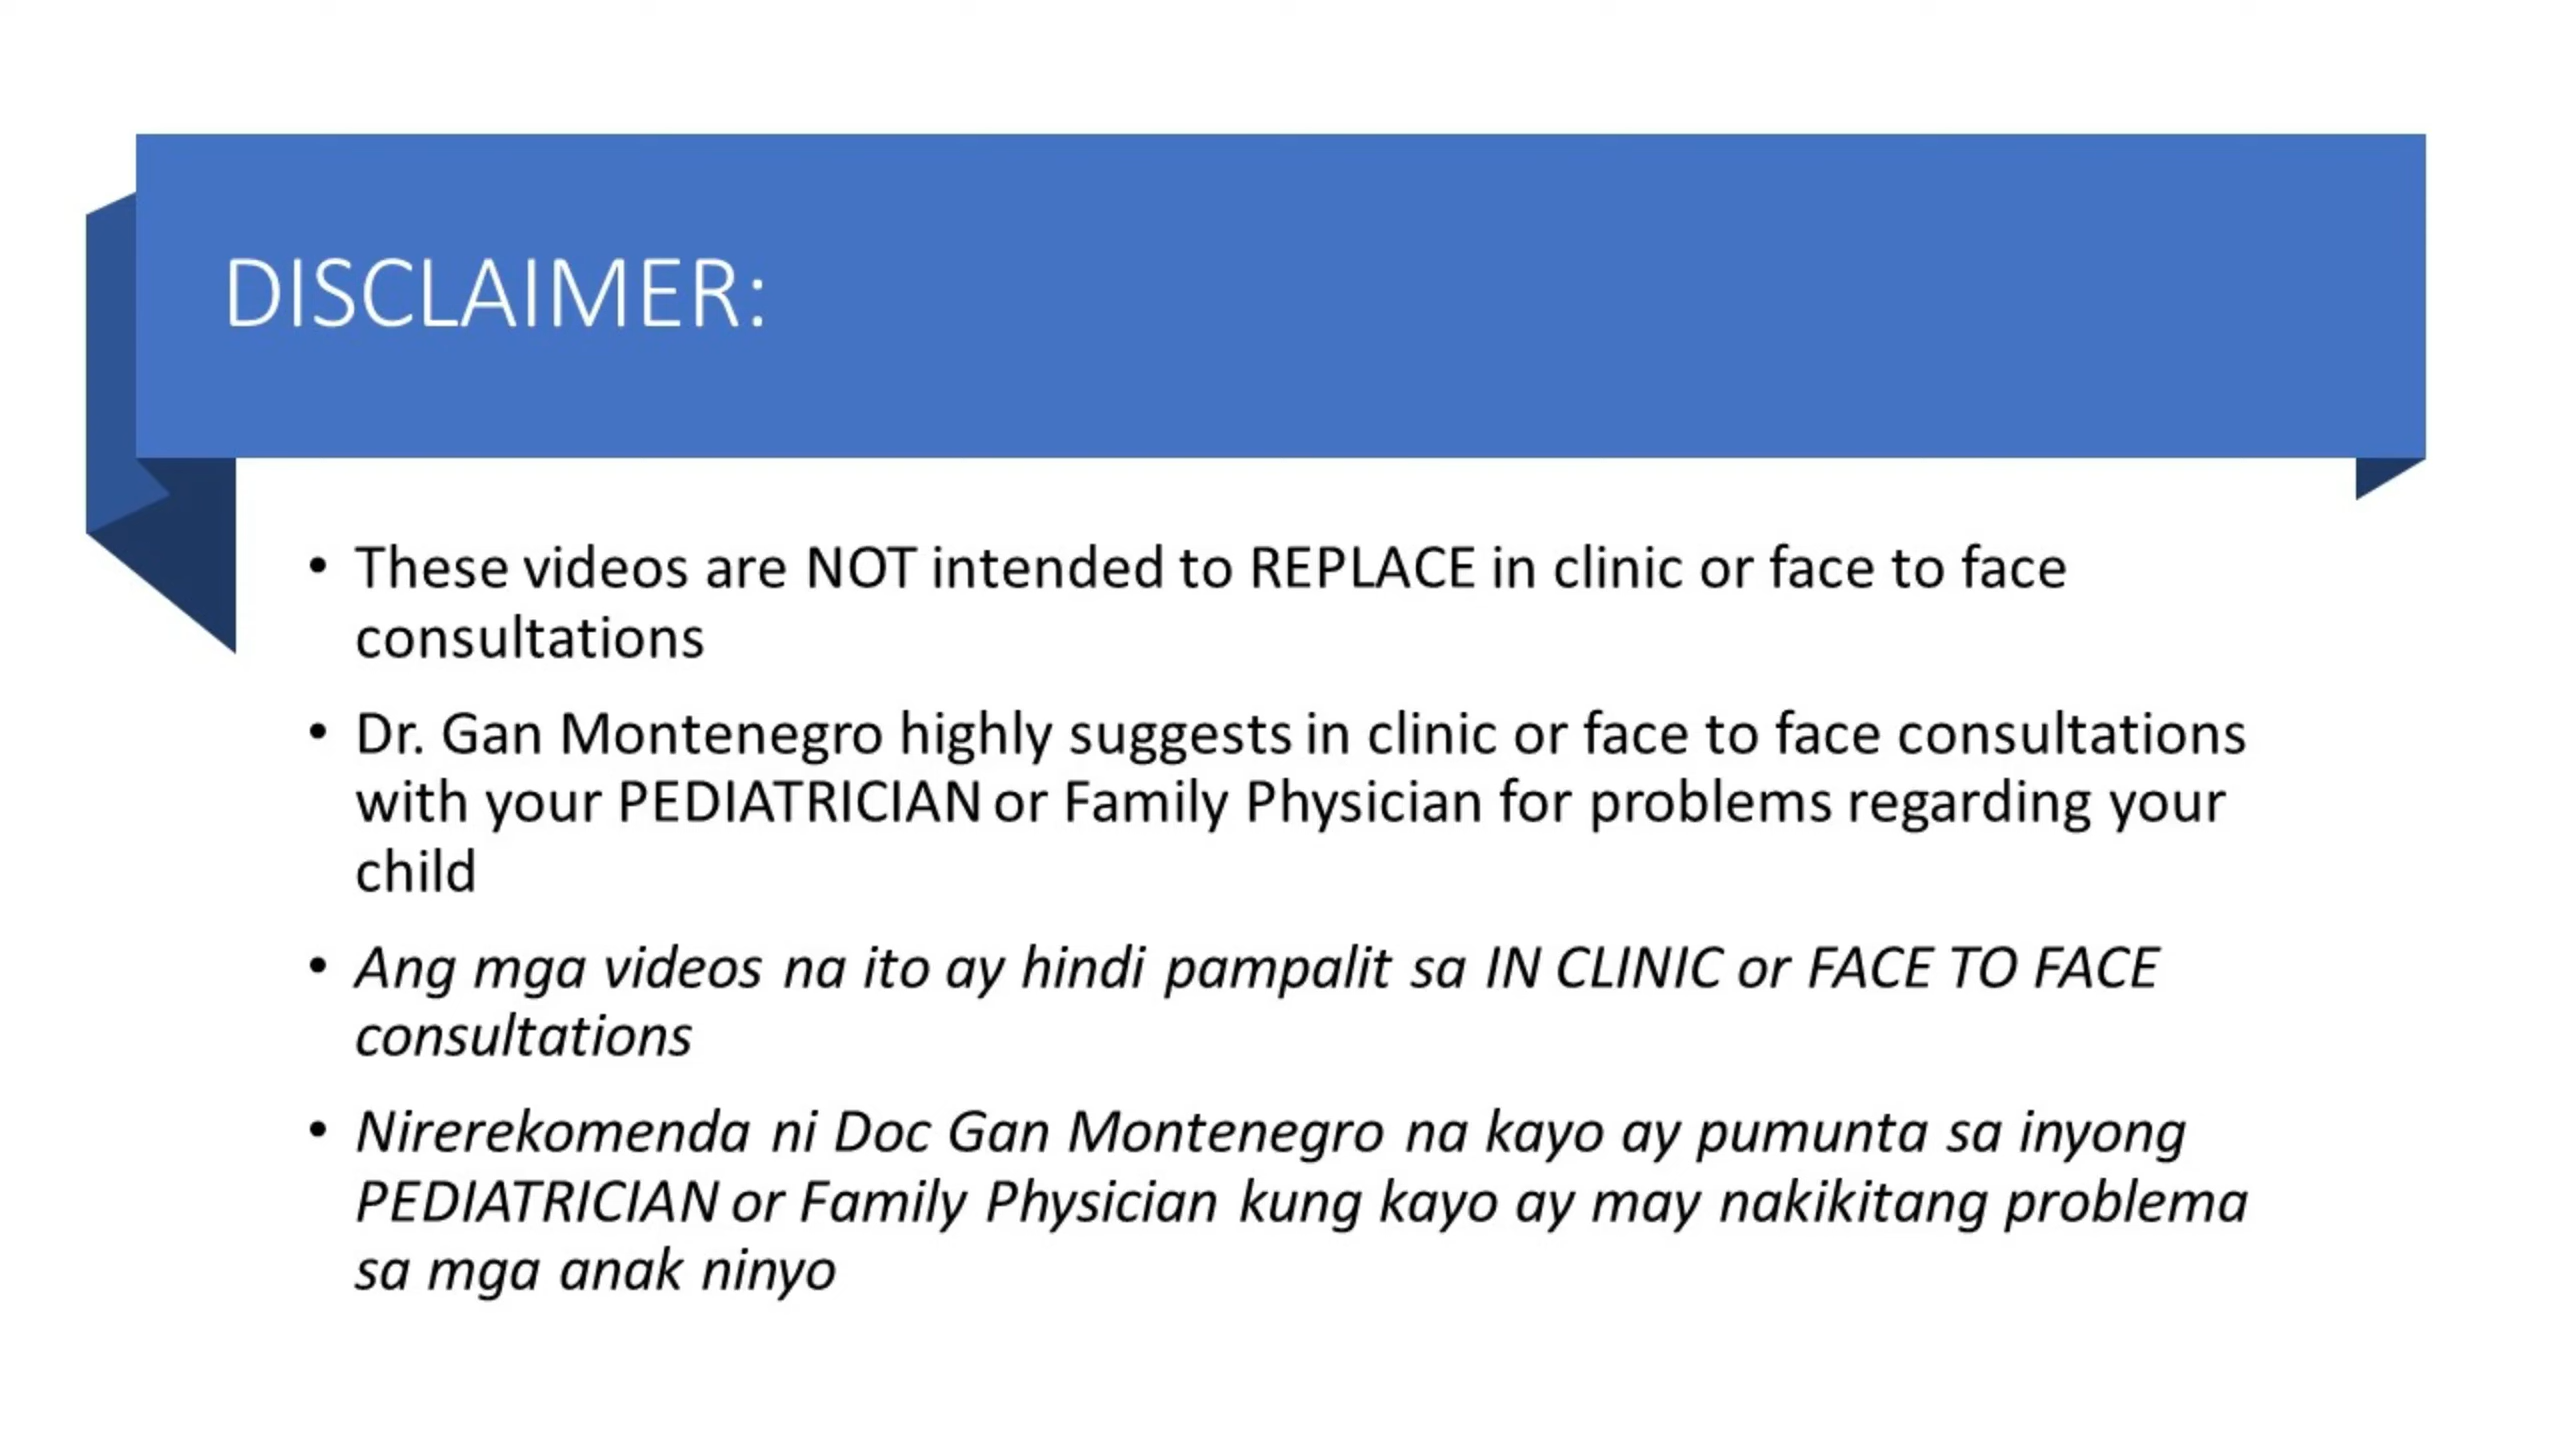 DISCLAIMER:
• These videos are NOT intended to REPLACE in clinic or face to face
consultations
• Dr. Gan Montenegro highly suggests in clinic or face to face consultations
with your PEDIATRICIAN or Family Physician for problems regarding your
child
• Ang mga videos na ito ay hindi pampalit sa IN CLINIC or FACE TO FACE
consultations
• Nirerekomenda ni Doc Gan Montenegro na kayo ay pumunta sa inyong
PEDIATRICIAN or Family Physician kung kayo ay may nakikitang problema
sa mga anak ninyo